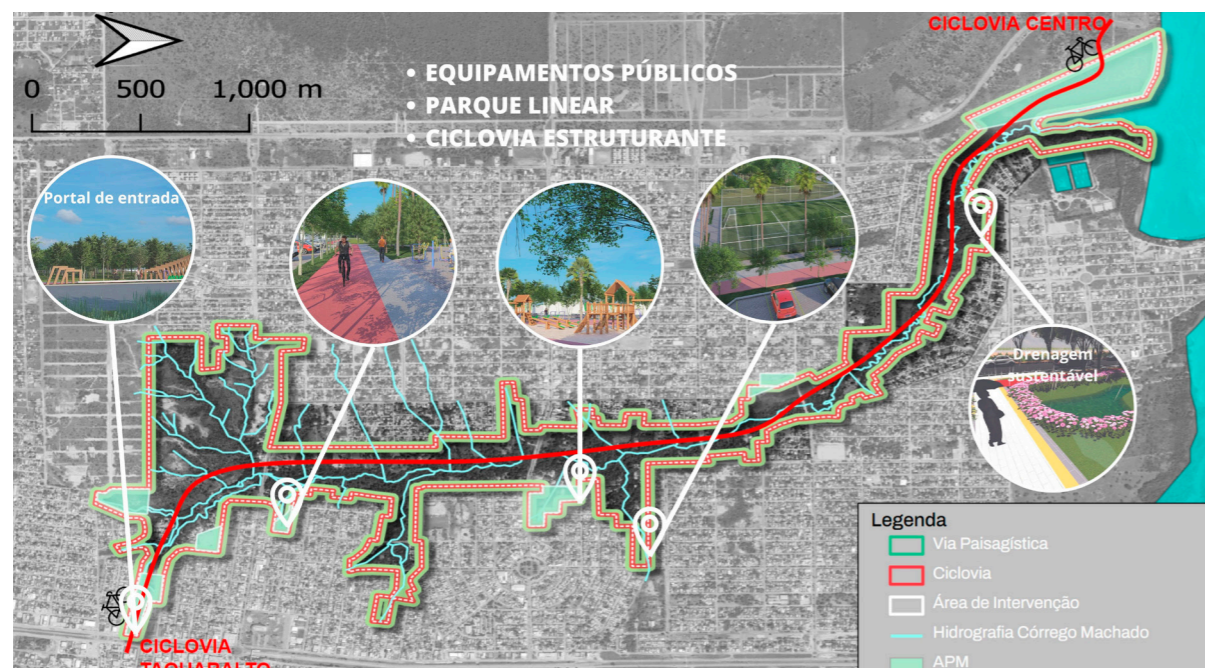 CICLOVIA CENTRO
0 500 1,000 m
• EQUIPAMENTOS PÚBLICOS
• PARQUE LINEAR
• CICLOVIA ESTRUTURANTE
Portal de entrada
Drenagem
sustentável
Legenda
Via Paisagística
Ciclovia
Área de Intervenção
Hidrografia Córrego Machado
APM
CICLOVIA
TAQUARALTO